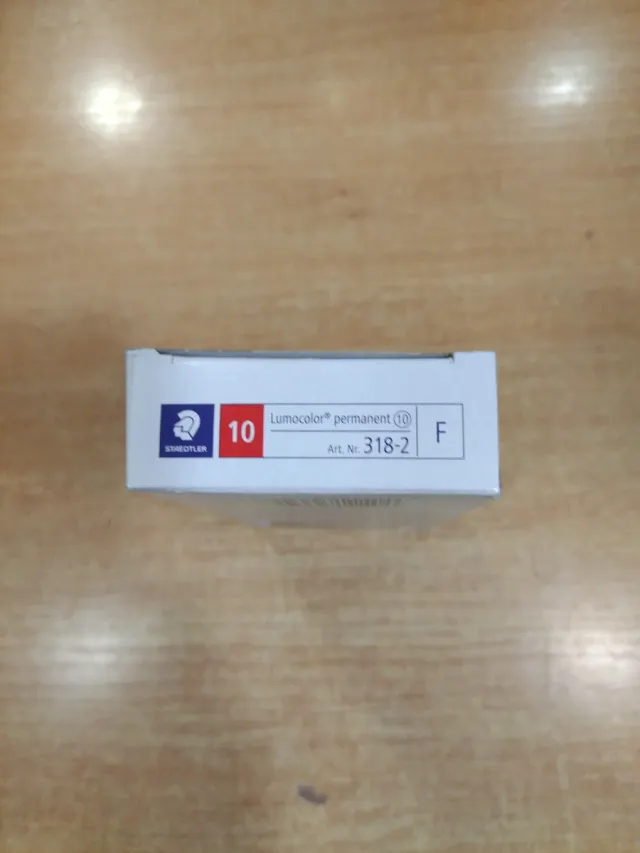 STAEDTLER
10
Lumocolor® permanent ⑩
Art. Nr. 318-2
F